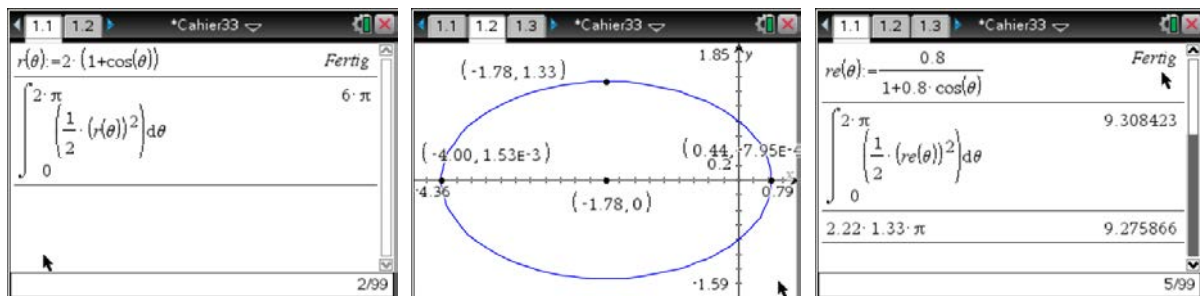 1.1 1.2 *Cahier33
r(θ):=2·(1+cos(θ)) Fertig
∫₀^2·π (1/2·(r(θ))²)dθ 6·π
2/99
1.1 1.2 1.3 *Cahier33
1.85 y
(-1.78, 1.33)
(-4.00, 1.53E-3) (0.44, -7.95E-
0.2 x
-4.36 (-1.78, 0) 0.79
-1.59
1.1 1.2 1.3 *Cahier33
re(θ):=0.8/(1+0.8·cos(θ)) Fertig
∫₀^2·π (1/2·(re(θ))²)dθ 9.308423
2.22·1.33·π 9.275866
5/99